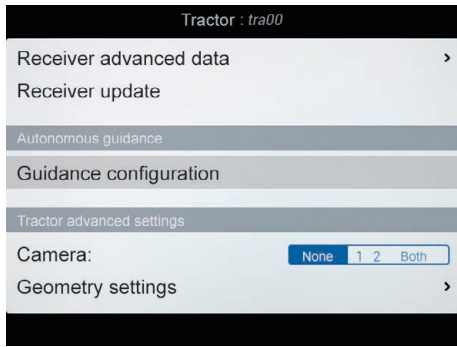 Tractor : tra00
Receiver advanced data
Receiver update
Autonomous guidance
Guidance configuration
Tractor advanced settings
Camera: None 1 2 Both
Geometry settings